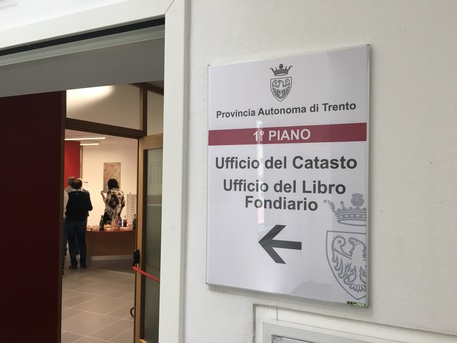 Provincia Autonoma di Trento
1° PIANO
Ufficio del Catasto
Ufficio del Libro
Fondiario